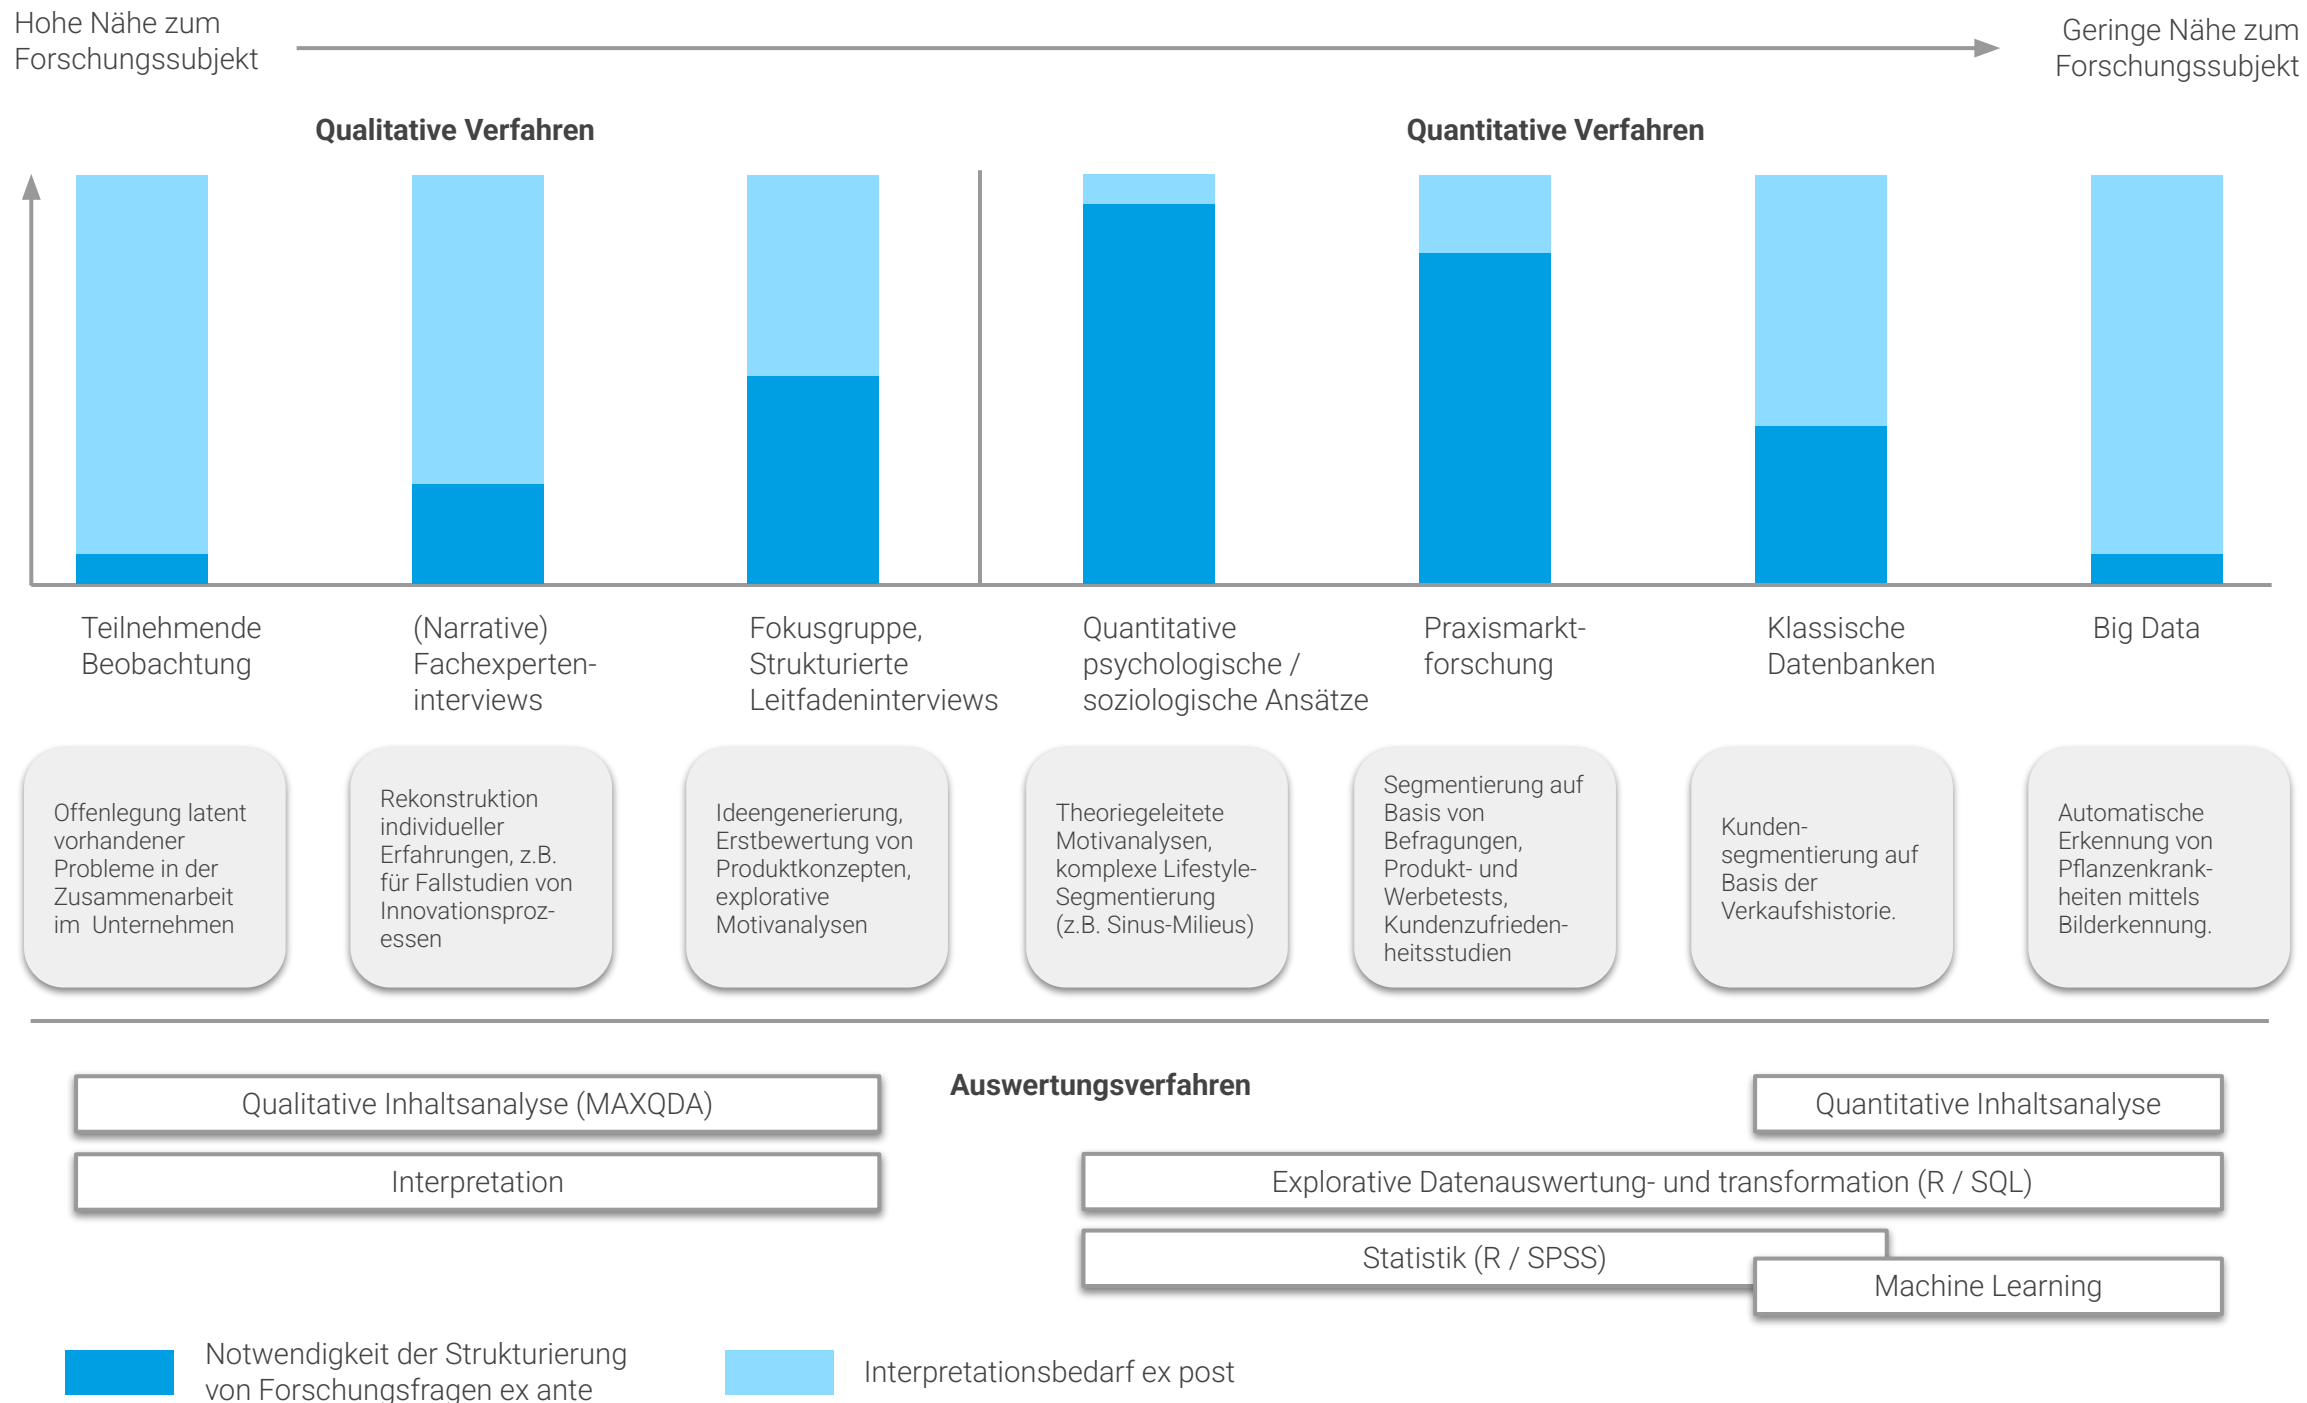 Hohe Nähe zum
Forschungssubjekt
Geringe Nähe zum
Forschungssubjekt
Qualitative Verfahren
Quantitative Verfahren
Teilnehmende
Beobachtung
(Narrative)
Fachexperten-
interviews
Fokusgruppe,
Strukturierte
Leitfadeninterviews
Quantitative
psychologische /
soziologische Ansätze
Praxismarkt-
forschung
Klassische
Datenbanken
Big Data
Offenlegung latent
vorhandener
Probleme in der
Zusammenarbeit
im Unternehmen
Rekonstruktion
individueller
Erfahrungen, z.B.
für Fallstudien von
Innovationsproz-
essen
Ideengenerierung,
Erstbewertung von
Produktkonzepten,
explorative
Motivanalysen
Theoriegeleitete
Motivanalysen,
komplexe Lifestyle-
Segmentierung
(z.B. Sinus-Milieus)
Segmentierung auf
Basis von
Befragungen,
Produkt- und
Werbetests,
Kundenzufrieden-
heitsstudien
Kunden-
segmentierung auf
Basis der
Verkaufshistorie.
Automatische
Erkennung von
Pflanzenkrank-
heiten mittels
Bilderkennung.
Auswertungsverfahren
Qualitative Inhaltsanalyse (MAXQDA)
Interpretation
Quantitative Inhaltsanalyse
Explorative Datenauswertung- und transformation (R / SQL)
Statistik (R / SPSS)
Machine Learning
Notwendigkeit der Strukturierung
von Forschungsfragen ex ante
Interpretationsbedarf ex post